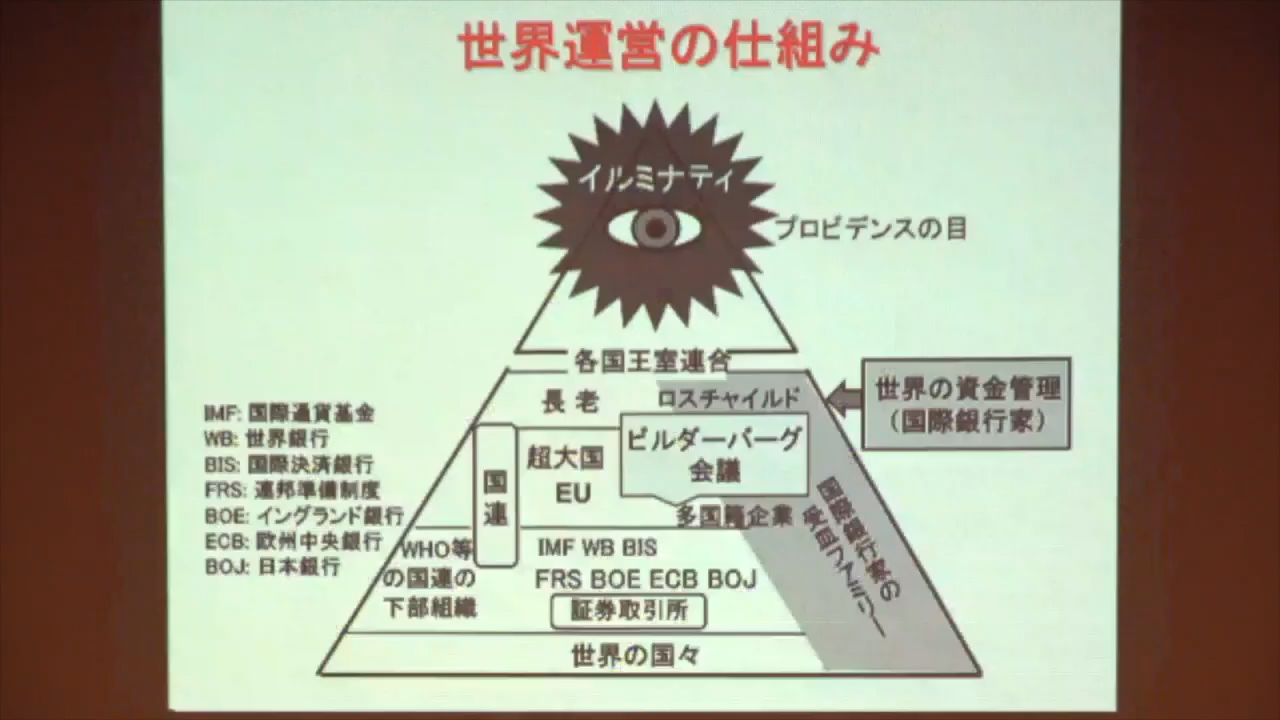 世界運営の仕組み
イルミナティ
プロビデンスの目
各国王室連合
長老
ロスチャイルド
世界の資金管理
(国際銀行家)
IMF: 国際通貨基金
WB: 世界銀行
BIS: 国際決済銀行
FRS: 連邦準備制度
BOE: イングランド銀行
ECB: 欧州中央銀行
BOJ: 日本銀行
国連
超大国
EU
ビルダーバーグ
会議
多国籍企業
国際銀行家の
ファミリー
WHO等
の国連の
下部組織
IMF WB BIS
FRS BOE ECB BOJ
証券取引所
世界の国々